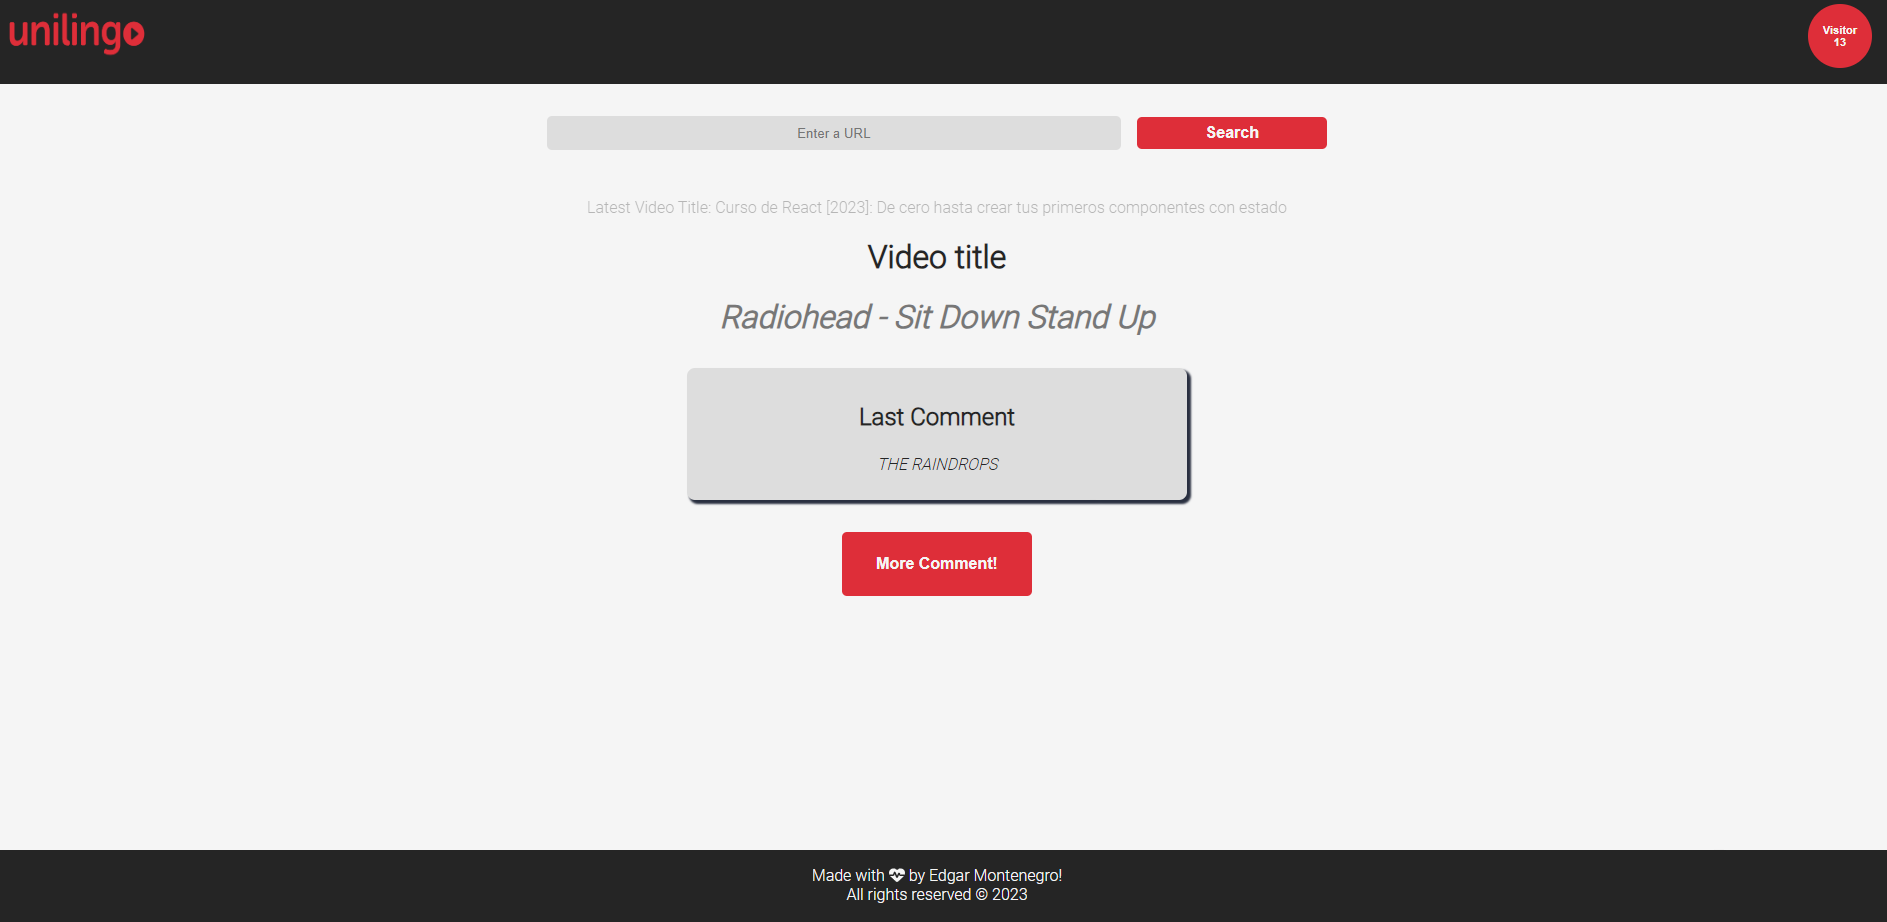 unilingo
Visitor
13
Enter a URL
Search
Latest Video Title: Curso de React [2023]: De cero hasta crear tus primeros componentes con estado
Video title
Radiohead - Sit Down Stand Up
Last Comment
THE RAINDROPS
More Comment!
Made with by Edgar Montenegro!
All rights reserved © 2023